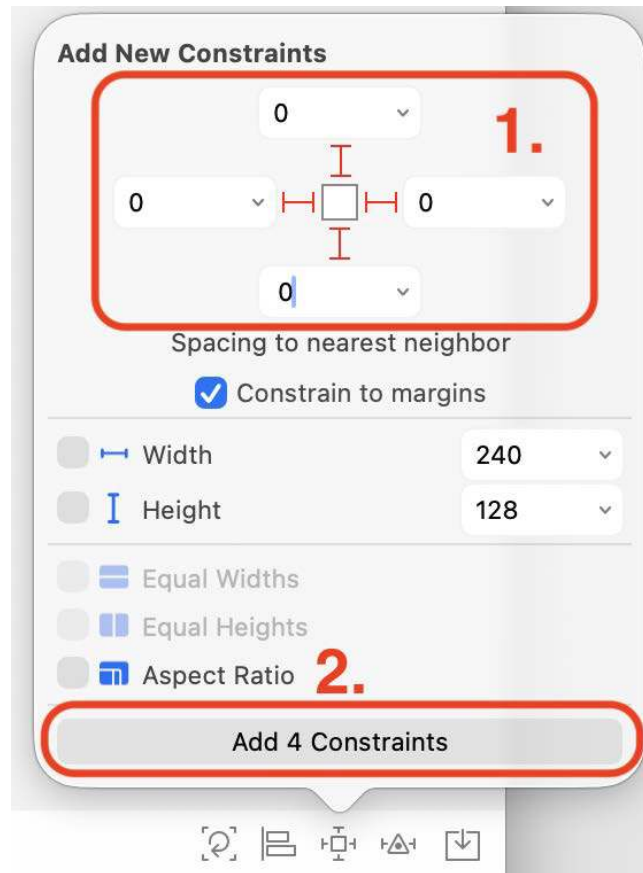 Add New Constraints
0
1.
0
0
0
Spacing to nearest neighbor
Constrain to margins
Width 240
Height 128
Equal Widths
Equal Heights
Aspect Ratio 2.
Add 4 Constraints